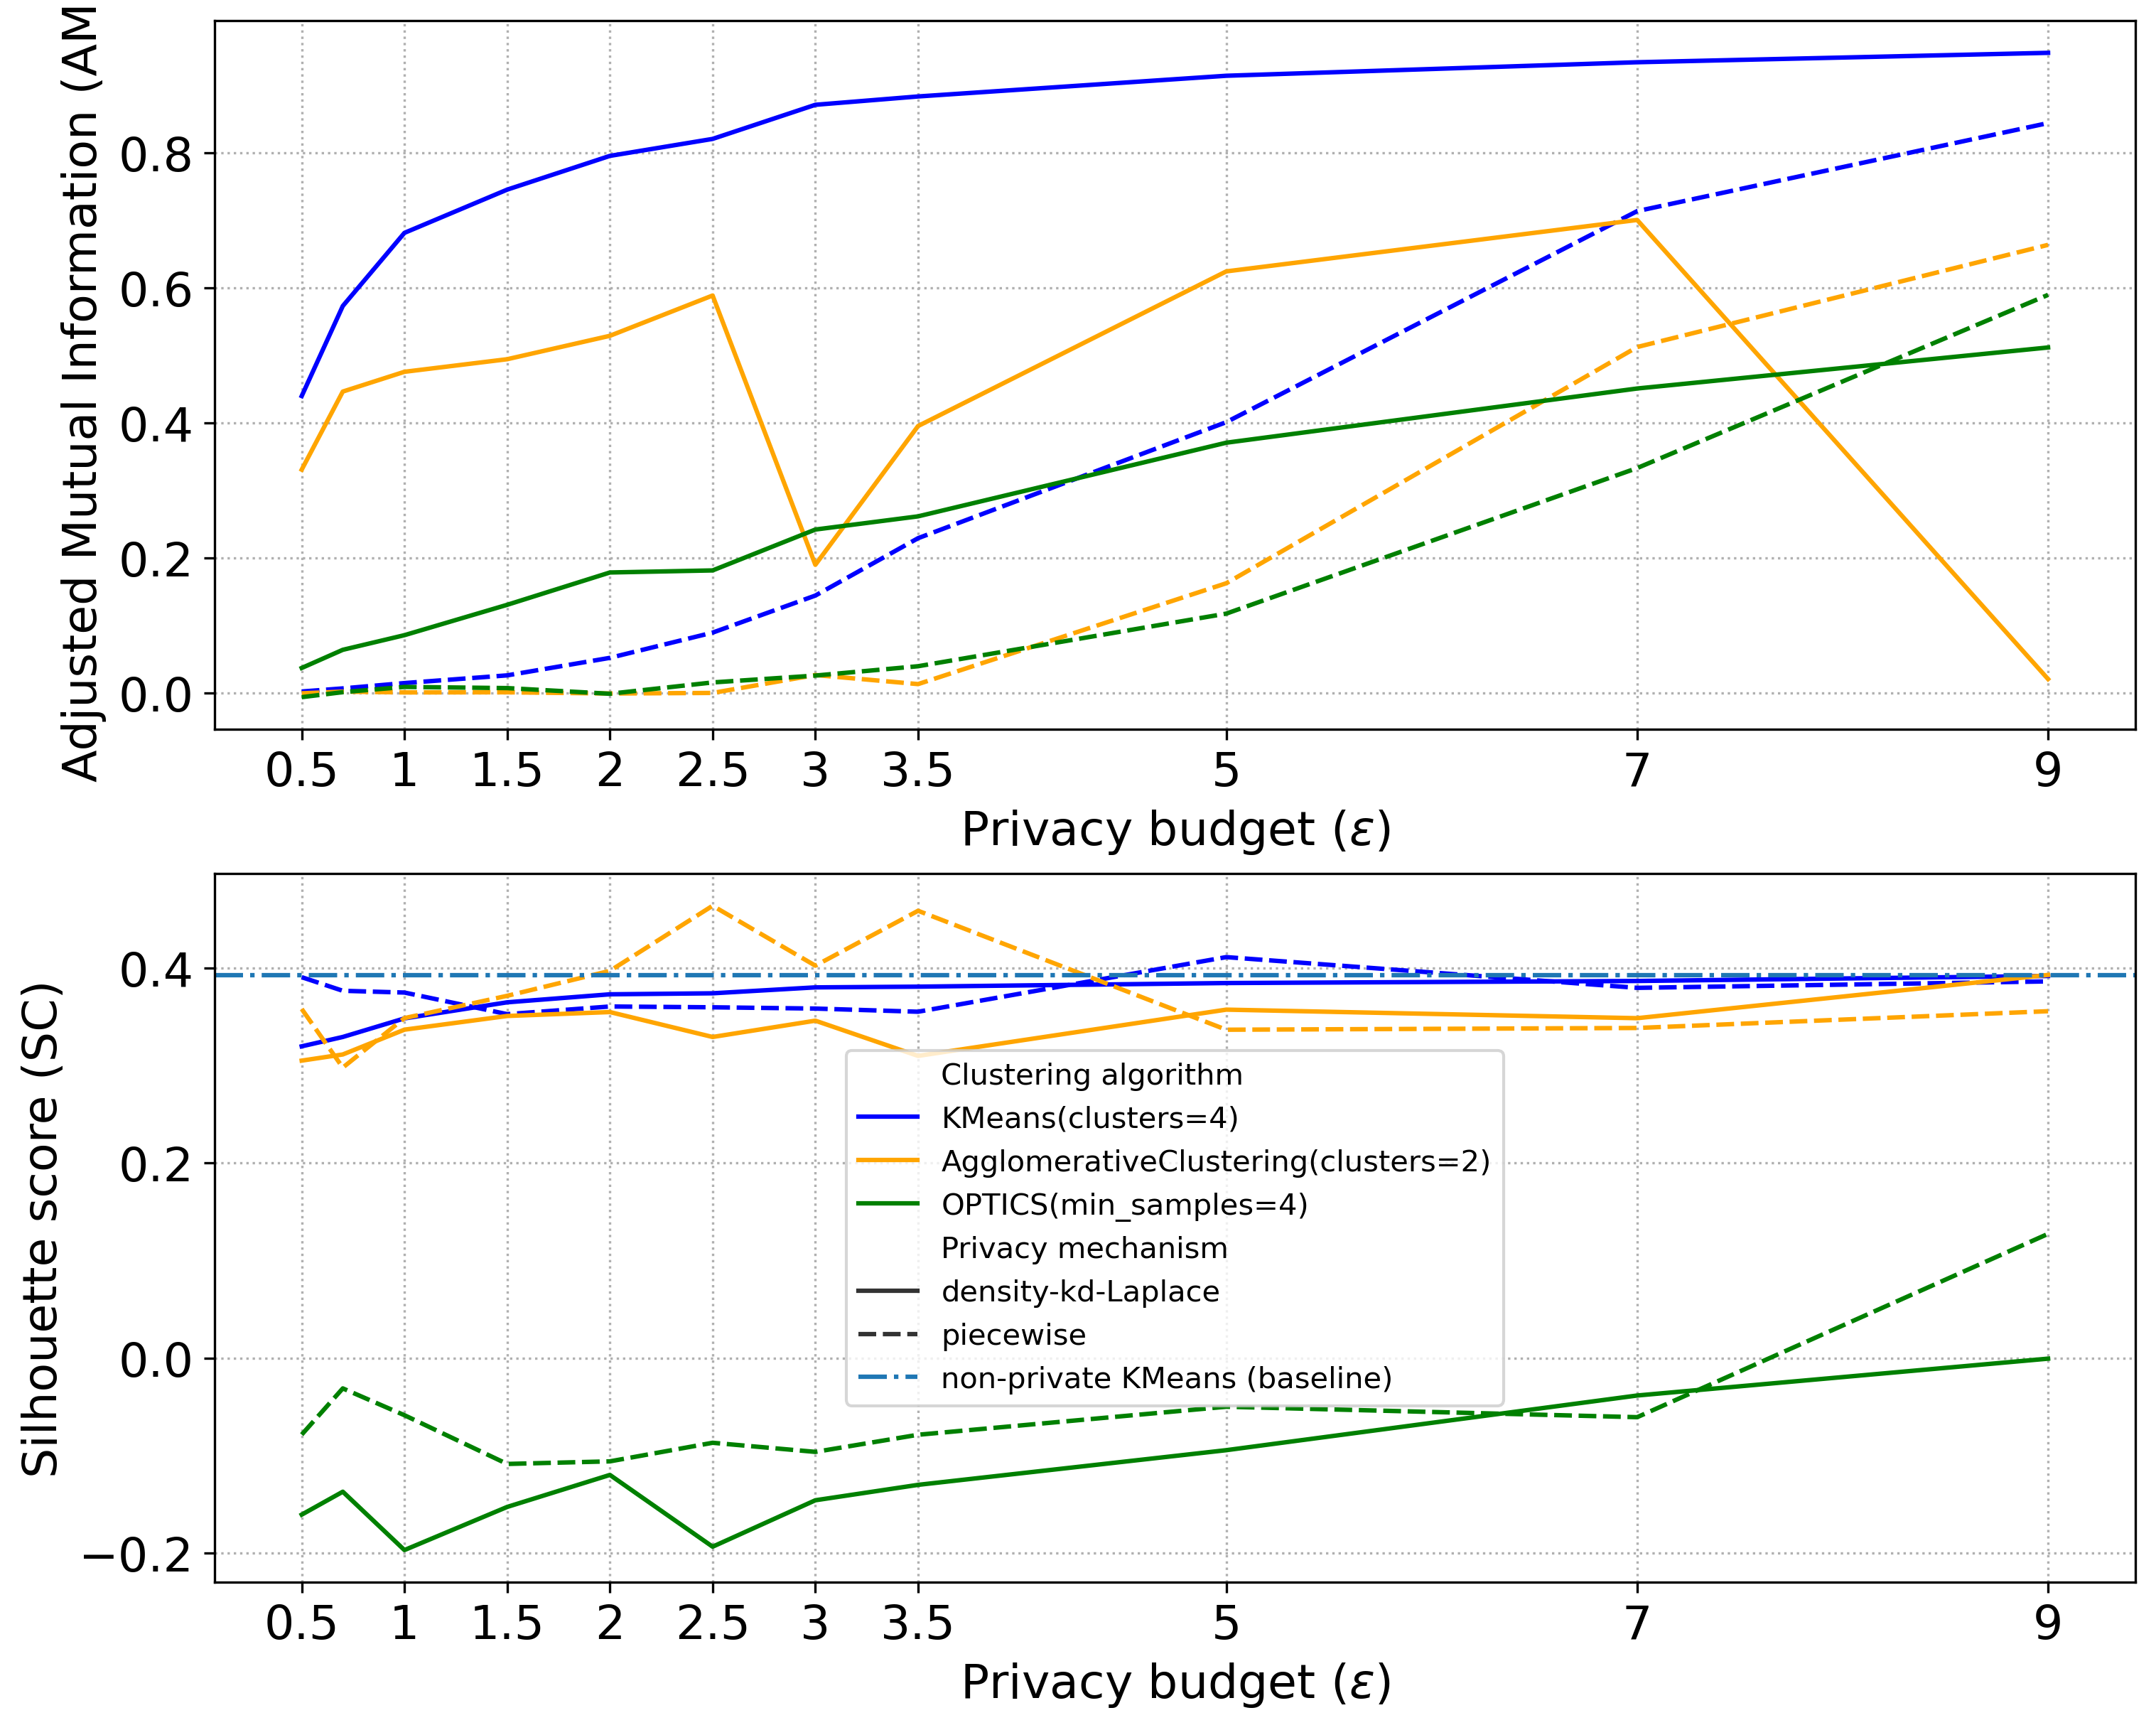 Adjusted Mutual Information (AM
0.8
0.6
0.4
0.2
0.0
0.5 1 1.5 2 2.5 3 3.5 5 7 9
Privacy budget (ε)
Silhouette score (SC)
0.4
0.2
0.0
−0.2
Clustering algorithm
KMeans(clusters=4)
AgglomerativeClustering(clusters=2)
OPTICS(min_samples=4)
Privacy mechanism
density-kd-Laplace
piecewise
non-private KMeans (baseline)
0.5 1 1.5 2 2.5 3 3.5 5 7 9
Privacy budget (ε)